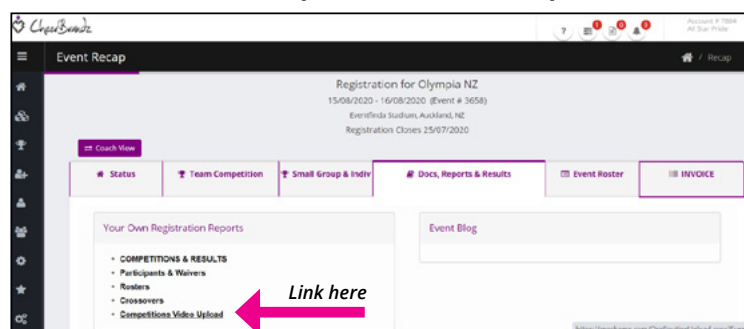 CheerBrandz
?
Account # 7884
All Star Pride
Event Recap
/ Recap
Registration for Olympia NZ
15/08/2020 - 16/08/2020 (Event # 3658)
Eventfinda Stadium, Auckland, NZ
Registration Closes 25/07/2020
Coach View
Status
Team Competition
Small Group & Indiv
Docs, Reports & Results
Event Roster
INVOICE
Your Own Registration Reports
Event Blog
COMPETITIONS & RESULTS
Participants & Waivers
Rosters
Crossovers
Competitions Video Upload
Link here